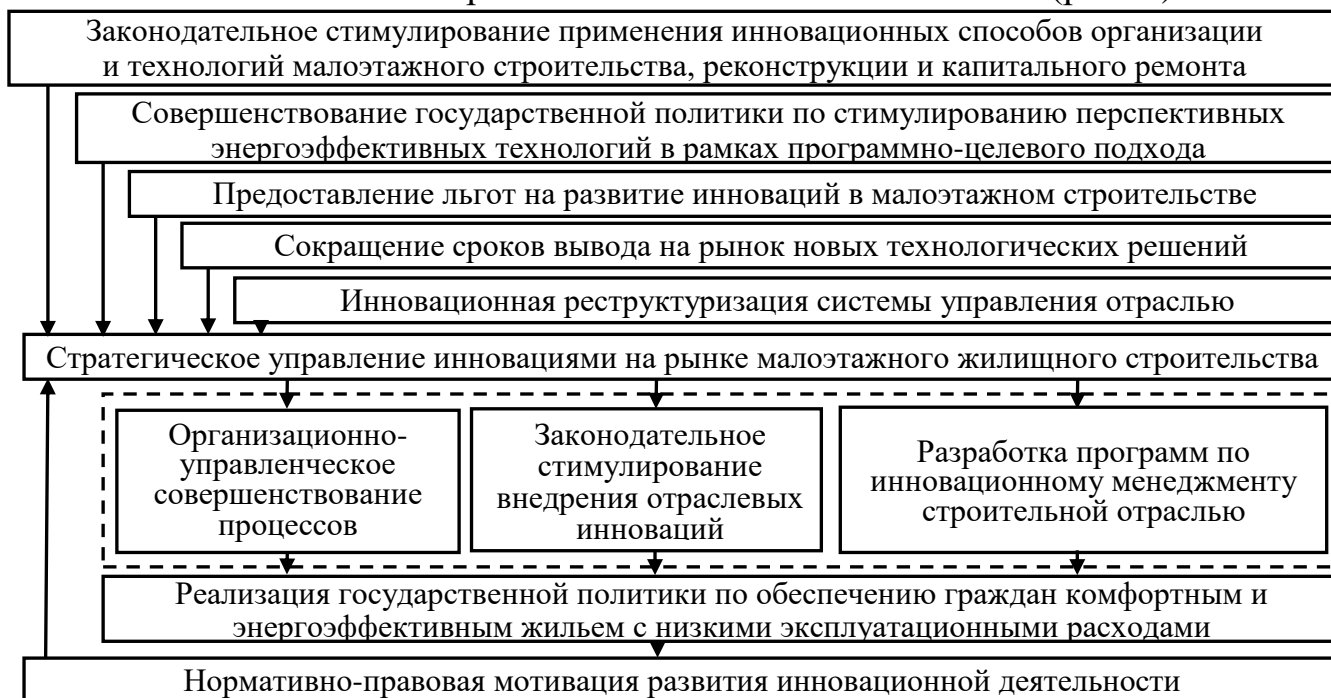 Законодательное стимулирование применения инновационных способов организации
и технологий малоэтажного строительства, реконструкции и капитального ремонта
Совершенствование государственной политики по стимулированию перспективных
энергоэффективных технологий в рамках программно-целевого подхода
Предоставление льгот на развитие инноваций в малоэтажном строительстве
Сокращение сроков вывода на рынок новых технологических решений
Инновационная реструктуризация системы управления отраслью
Стратегическое управление инновациями на рынке малоэтажного жилищного строительства
Организационно-
управленческое
совершенствование
процессов
Законодательное
стимулирование
внедрения отраслевых
инноваций
Разработка программ по
инновационному менеджменту
строительной отраслью
Реализация государственной политики по обеспечению граждан комфортным и
энергоэффективным жильем с низкими эксплуатационными расходами
Нормативно-правовая мотивация развития инновационной деятельности